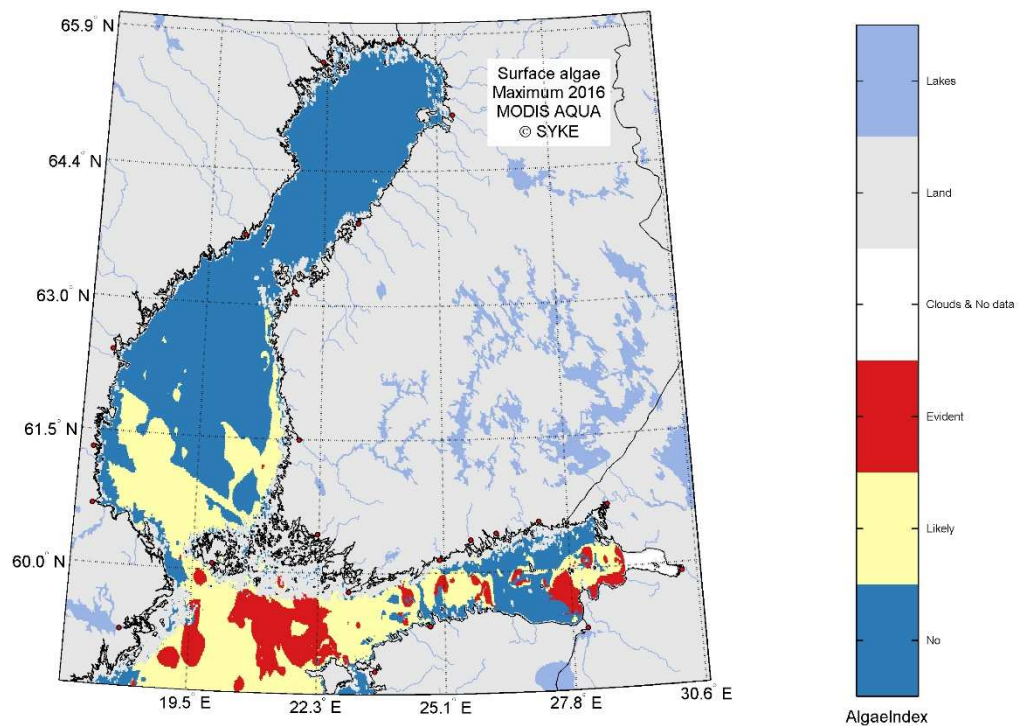 65.9° N
64.4° N
63.0° N
61.5° N
60.0° N
19.5° E
22.3° E
25.1° E
27.8° E
30.6° E
Surface algae
Maximum 2016
MODIS AQUA
© SYKE
Lakes
Land
Clouds & No data
Evident
Likely
No
AlgaeIndex